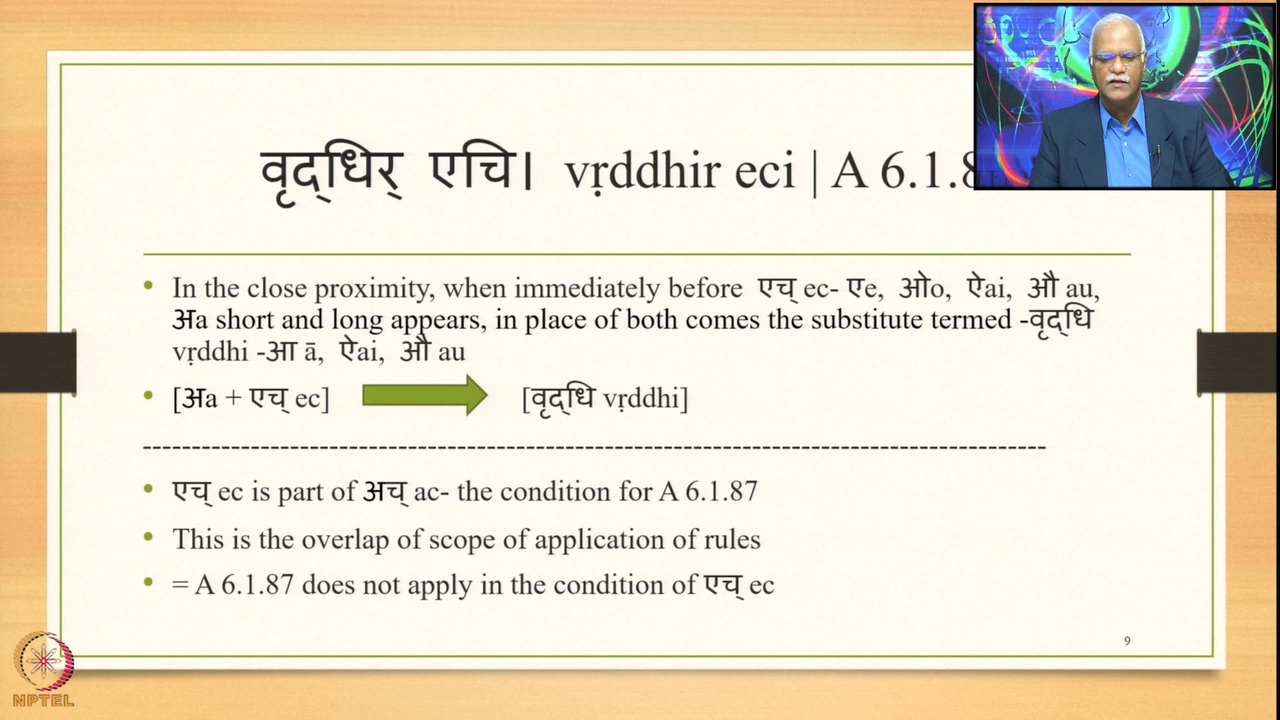 वृद्‌धिर् एचि। vṛddhir eci | A 6.1.8
• In the close proximity, when immediately before एच् ec- एe, ओo, ऐai, औ au,
अa short and long appears, in place of both comes the substitute termed -वृद्‌धि
vṛddhi -आ ā, ऐai, औ au
• [अa + एच् ec] [वृद्‌धि vṛddhi]
--------------------------------------------------------------------------------------------
• एच् ec is part of अच् ac- the condition for A 6.1.87
• This is the overlap of scope of application of rules
• = A 6.1.87 does not apply in the condition of एच् ec
9
NPTEL